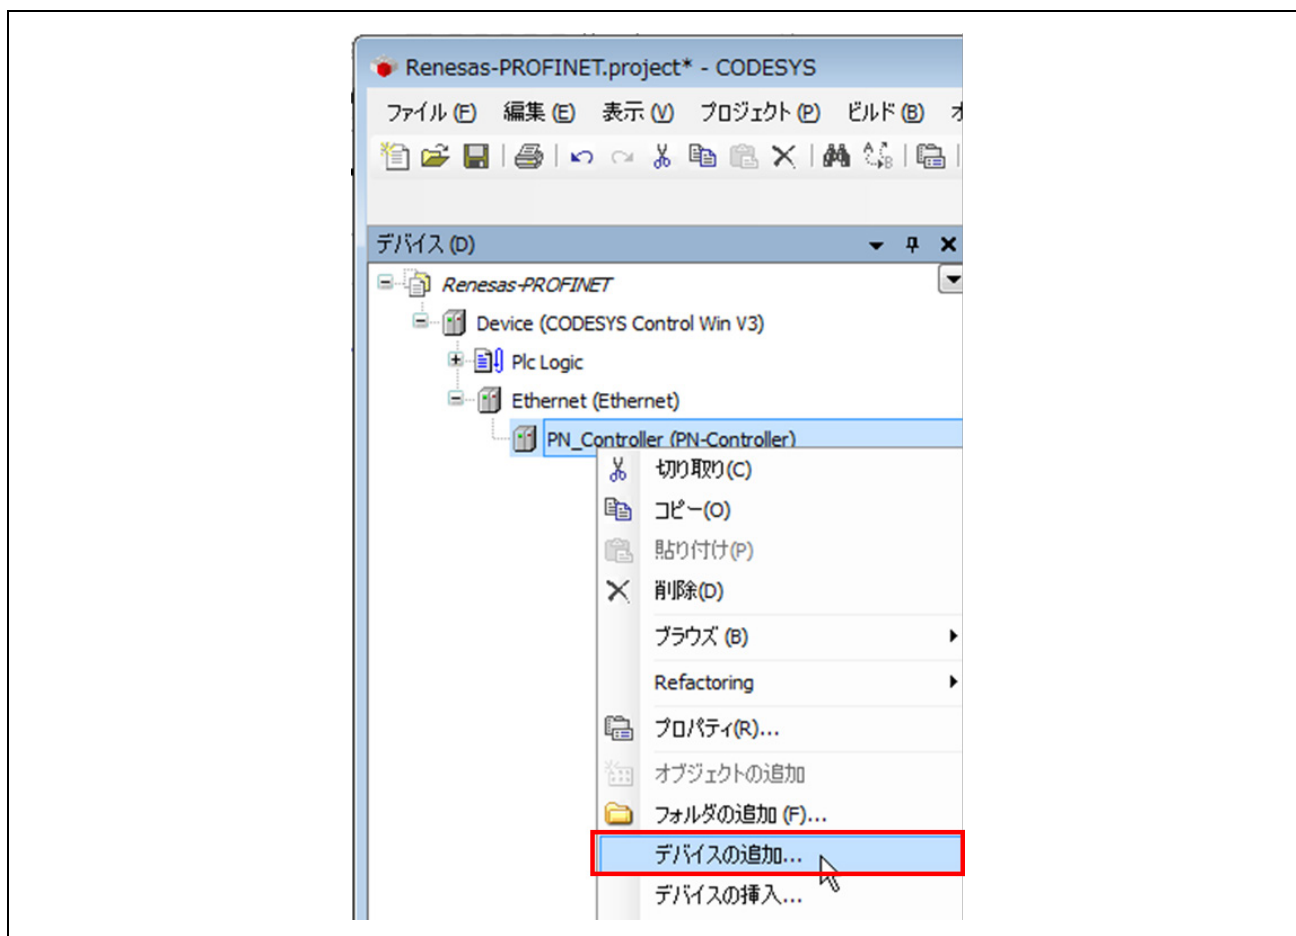 Renesas-PROFINET.project* - CODESYS
ファイル (F) 編集 (E) 表示 (V) プロジェクト (P) ビルド (B) オ
デバイス (D)
Renesas-PROFINET
Device (CODESYS Control Win V3)
Plc Logic
Ethernet (Ethernet)
PN_Controller (PN-Controller)
切り取り(C)
コピー(O)
貼り付け(P)
削除(D)
ブラウズ (B)
Refactoring
プロパティ(R)...
オブジェクトの追加
フォルダの追加 (F)...
デバイスの追加...
デバイスの挿入...